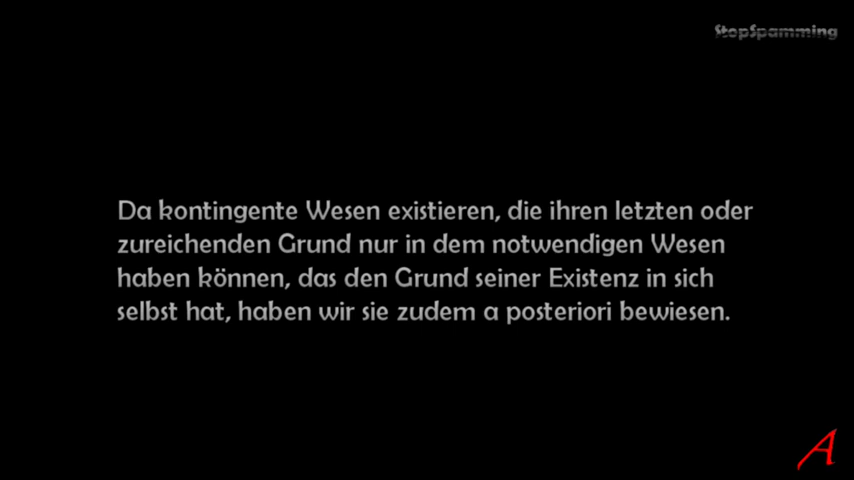 StopSpamming
Da kontingente Wesen existieren, die ihren letzten oder
zureichenden Grund nur in dem notwendigen Wesen
haben können, das den Grund seiner Existenz in sich
selbst hat, haben wir sie zudem a posteriori bewiesen.
A